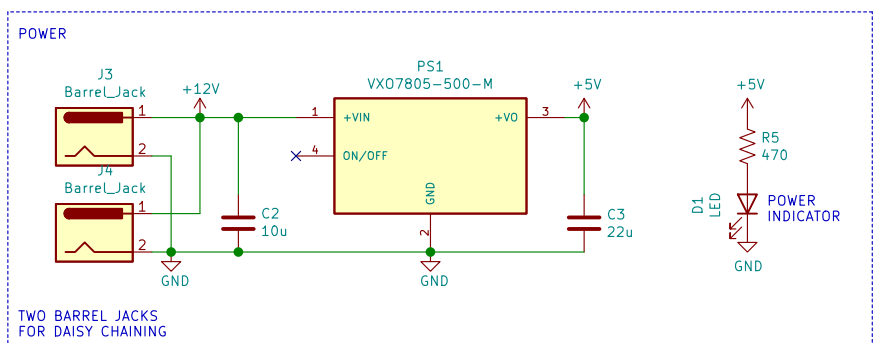 POWER
J3
Barrel_Jack
1
2
J4
Barrel_Jack
1
2
+12V
C2
10u
PS1
VXO7805-500-M
1
+VIN
4
ON/OFF
+VO
3
GND
2
+5V
C3
22u
GND
GND
+5V
R5
470
D1
LED
POWER
INDICATOR
GND
TWO BARREL JACKS
FOR DAISY CHAINING